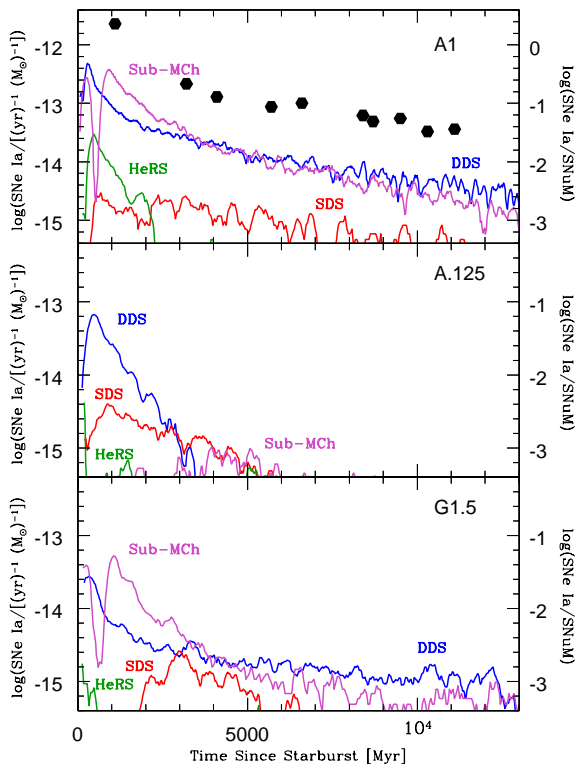 A1
log(SNe Ia/[(yr)⁻¹ (M⊙)⁻¹])
-12
-13
-14
-15
Sub-MCh
HeRS
DDS
SDS
0
-1
-2
-3
log(SNe Ia/SNuM)
A.125
log(SNe Ia/[(yr)⁻¹ (M⊙)⁻¹])
-13
-14
-15
DDS
SDS
HeRS
Sub-MCh
-1
-2
-3
log(SNe Ia/SNuM)
G1.5
log(SNe Ia/[(yr)⁻¹ (M⊙)⁻¹])
-13
-14
-15
Sub-MCh
DDS
SDS
HeRS
-1
-2
-3
log(SNe Ia/SNuM)
0
5000
10⁴
Time Since Starburst [Myr]